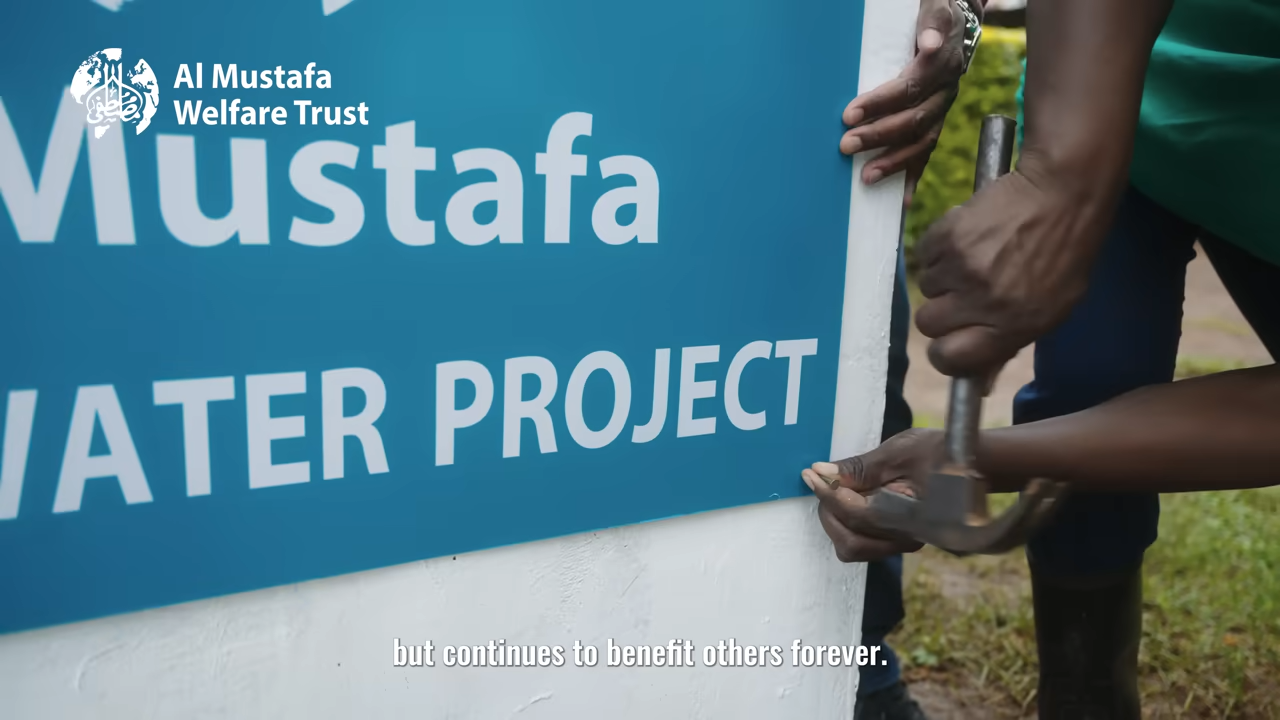 Al Mustafa
Welfare Trust
Mustafa
WATER PROJECT
but continues to benefit others forever.